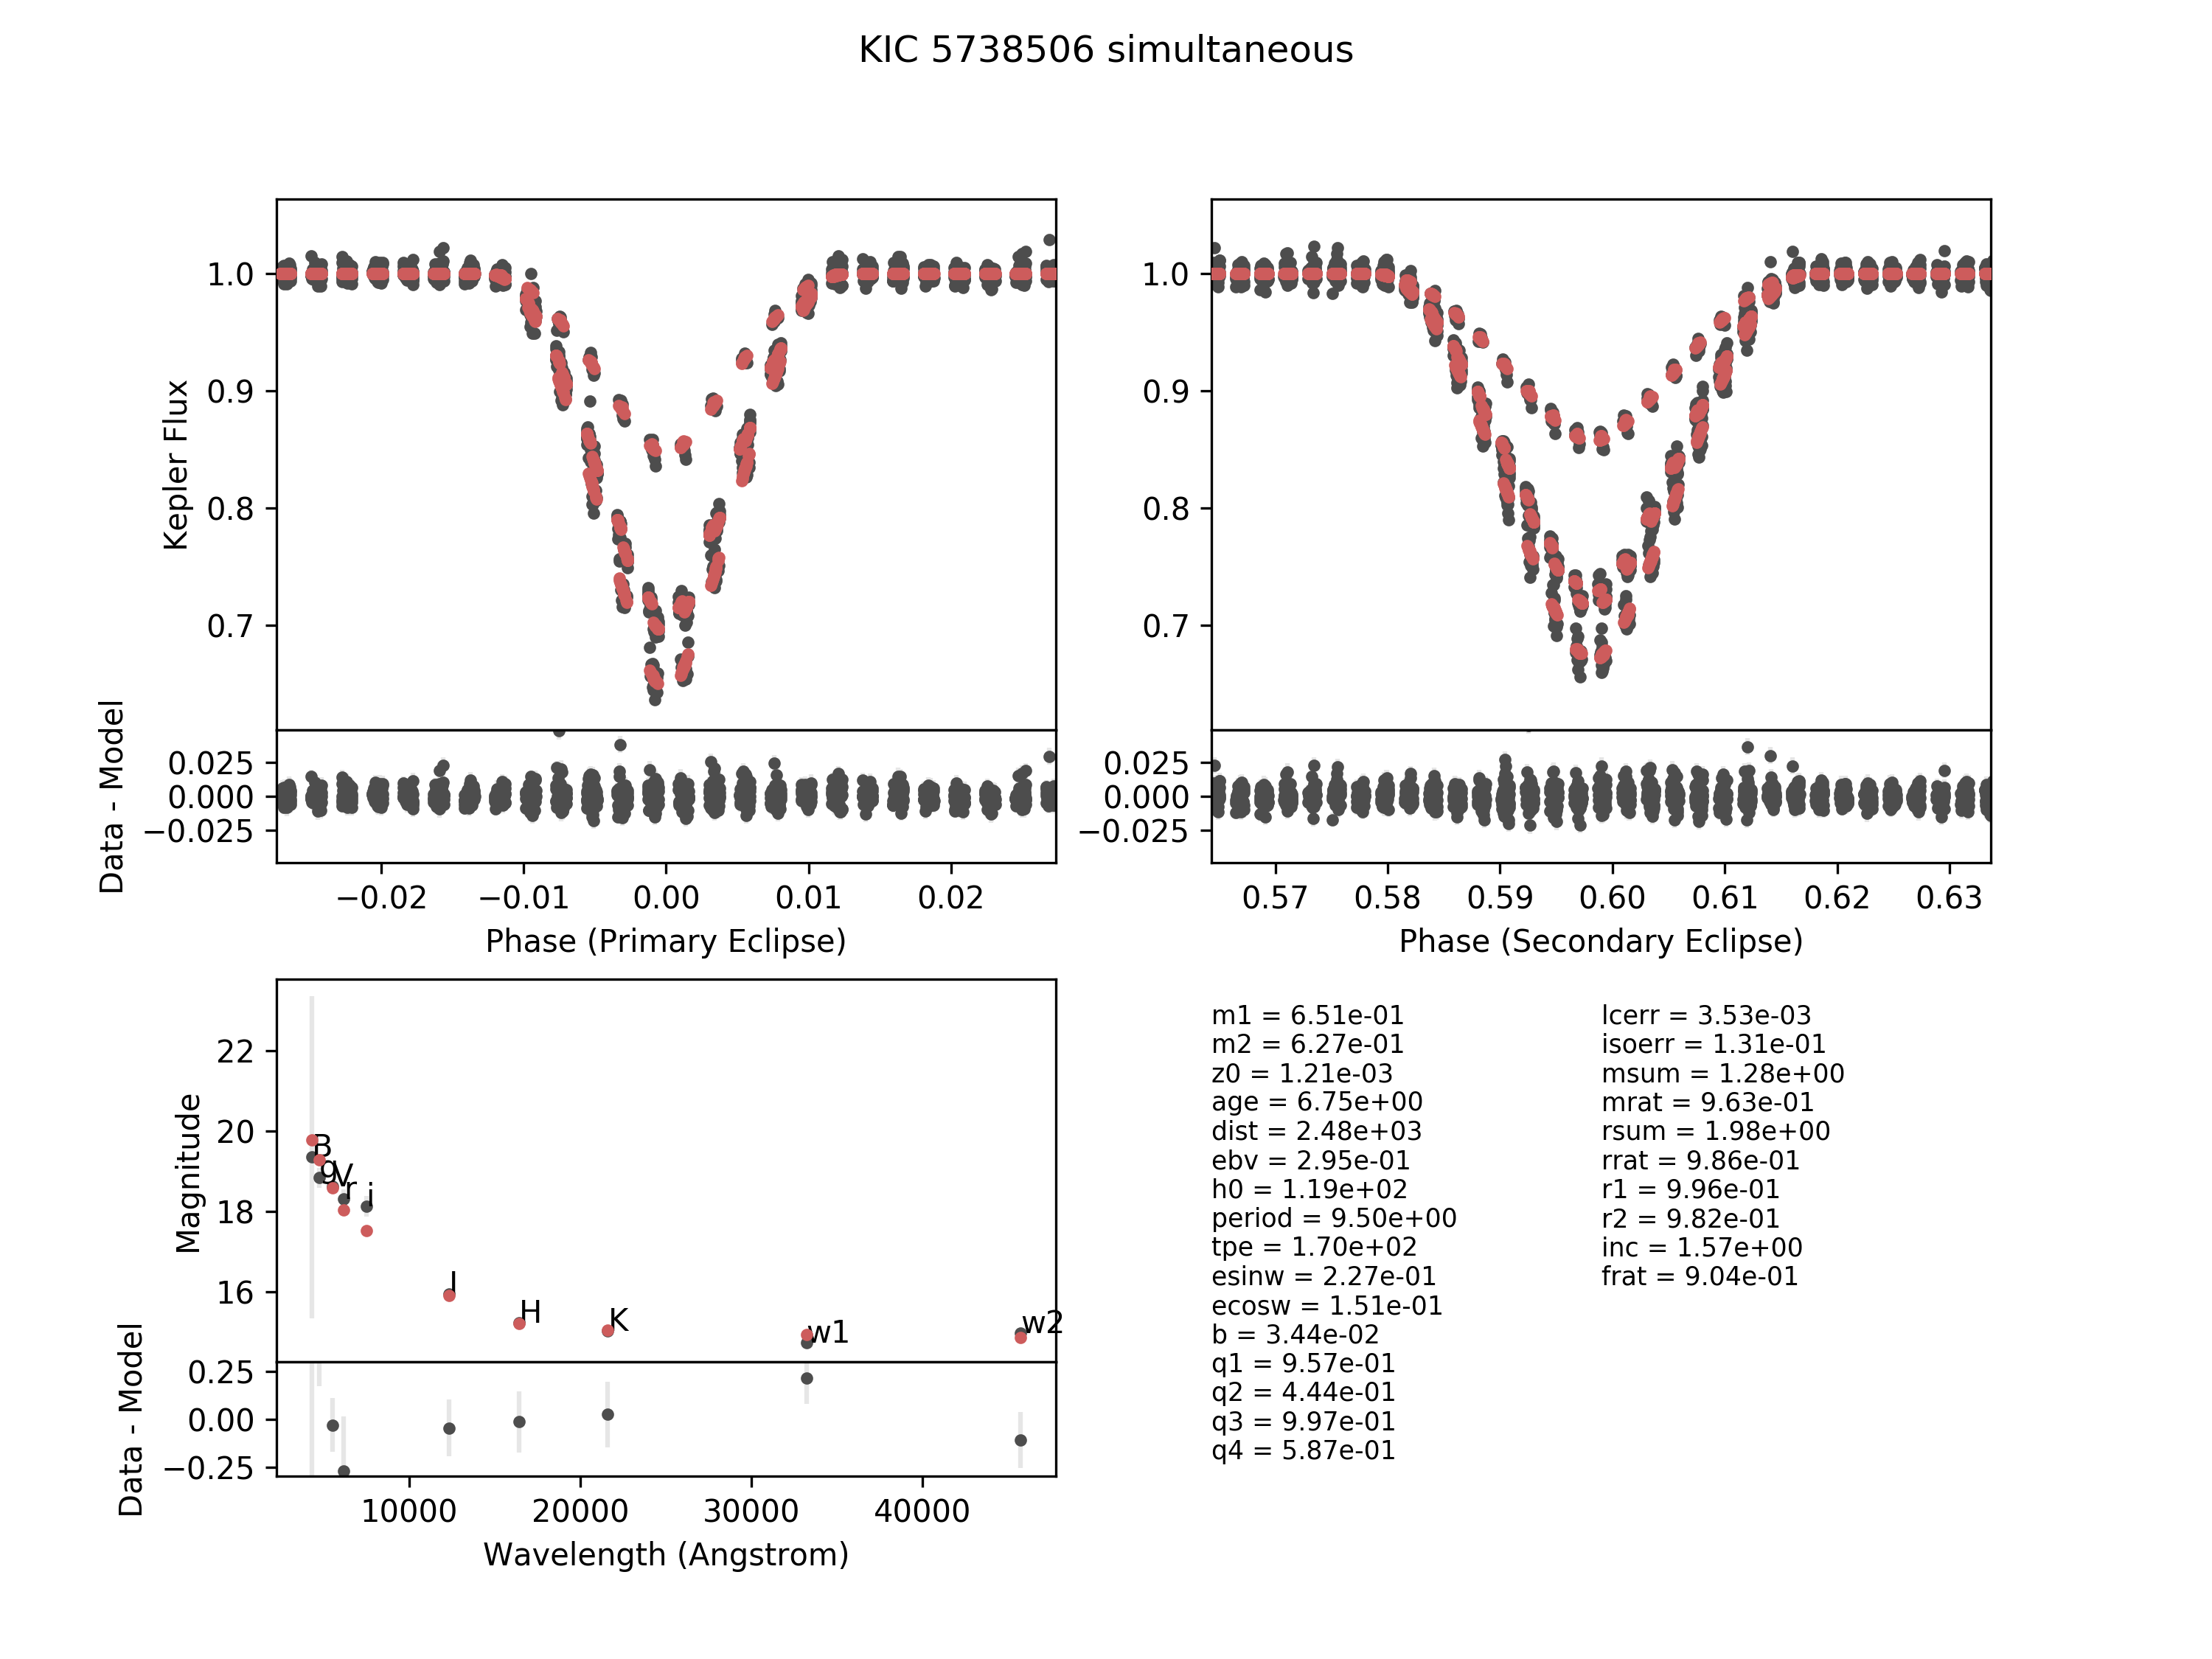 KIC 5738506 simultaneous
Kepler Flux
1.0
0.9
0.8
0.7
1.0
0.9
0.8
0.7
Data - Model
0.025
0.000
−0.025
0.025
0.000
−0.025
−0.02 −0.01 0.00 0.01 0.02
0.57 0.58 0.59 0.60 0.61 0.62 0.63
Phase (Primary Eclipse)
Phase (Secondary Eclipse)
Magnitude
22
20
18
16
B
g
V
r
i
J
H
K
w1
w2
Data - Model
0.25
0.00
−0.25
10000 20000 30000 40000
Wavelength (Angstrom)
m1 = 6.51e-01
m2 = 6.27e-01
z0 = 1.21e-03
age = 6.75e+00
dist = 2.48e+03
ebv = 2.95e-01
h0 = 1.19e+02
period = 9.50e+00
tpe = 1.70e+02
esinw = 2.27e-01
ecosw = 1.51e-01
b = 3.44e-02
q1 = 9.57e-01
q2 = 4.44e-01
q3 = 9.97e-01
q4 = 5.87e-01
lcerr = 3.53e-03
isoerr = 1.31e-01
msum = 1.28e+00
mrat = 9.63e-01
rsum = 1.98e+00
rrat = 9.86e-01
r1 = 9.96e-01
r2 = 9.82e-01
inc = 1.57e+00
frat = 9.04e-01